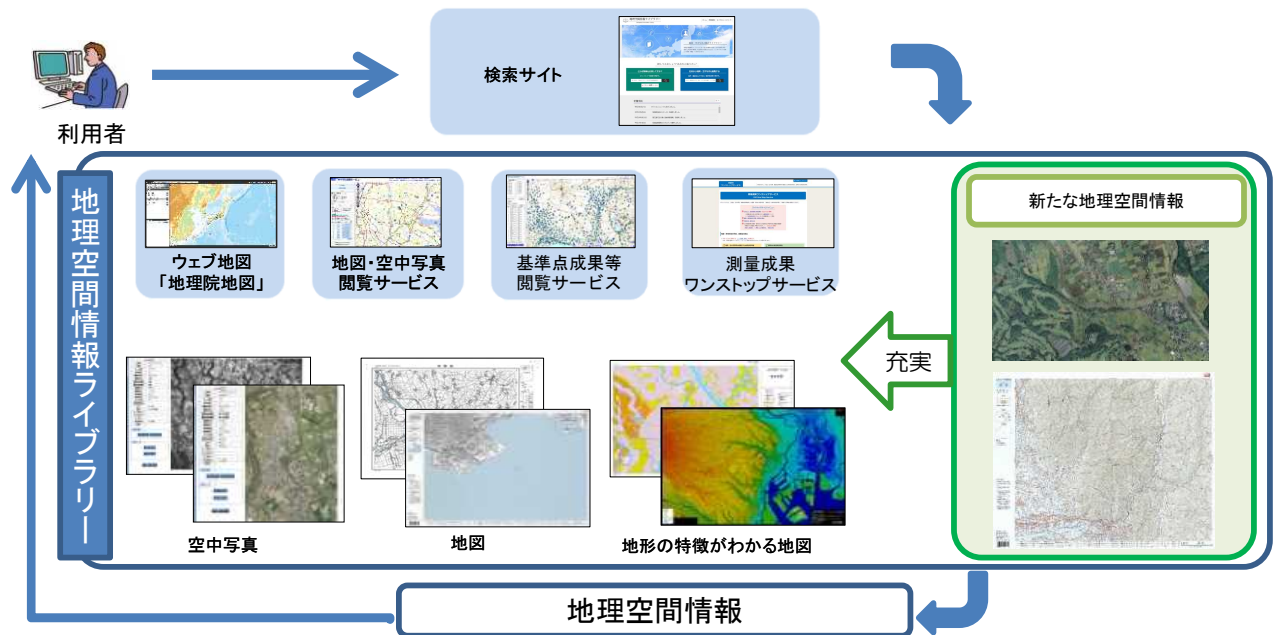 検索サイト
利用者
地理空間情報ライブラリー
ウェブ地図
「地理院地図」
地図・空中写真
閲覧サービス
基準点成果等
閲覧サービス
測量成果
ワンストップサービス
新たな地理空間情報
充実
空中写真
地図
地形の特徴がわかる地図
地理空間情報